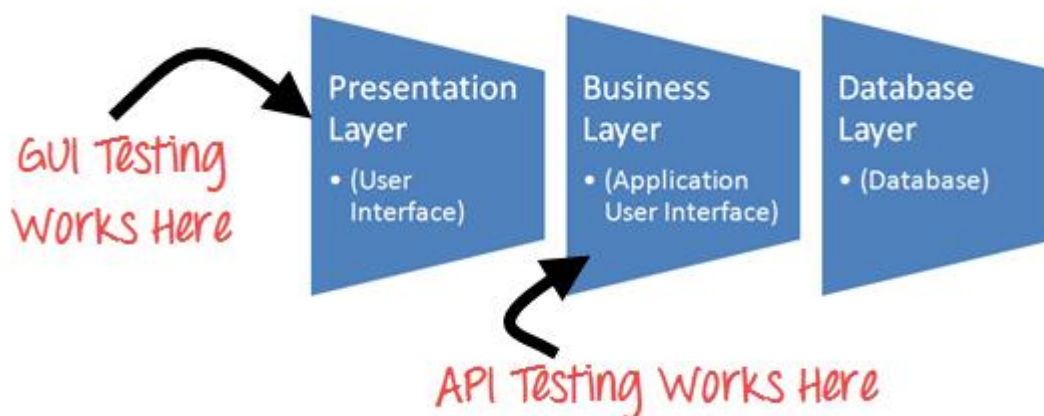 GUI Testing
Works Here
Presentation
Layer
• (User
Interface)
Business
Layer
• (Application
User Interface)
Database
Layer
• (Database)
API Testing Works Here